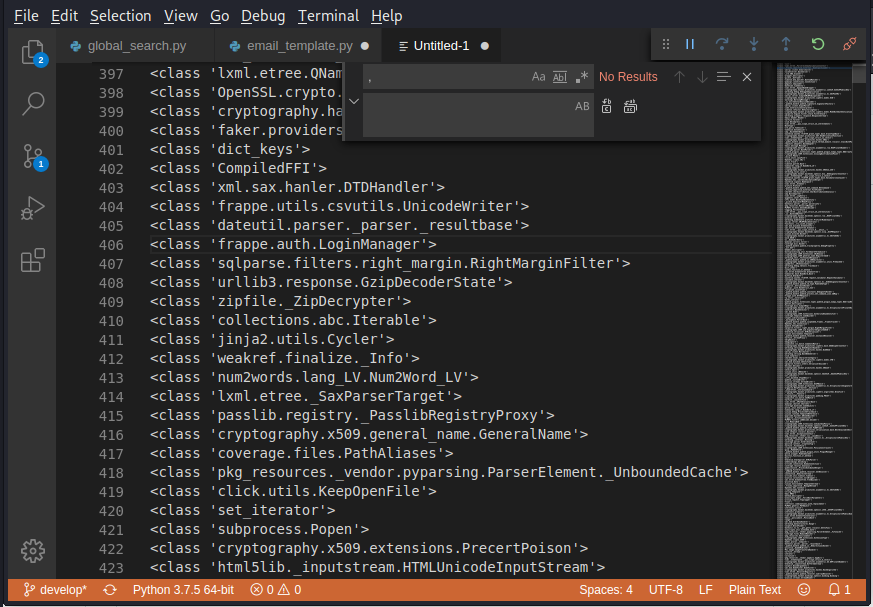 File Edit Selection View Go Debug Terminal Help
global_search.py email_template.py Untitled-1
2
1
, Aa Abl .* No Results
AB
397 <class 'lxml.etree.QNam
398 <class 'OpenSSL.crypto.
399 <class 'cryptography.ha
400 <class 'faker.providers
401 <class 'dict_keys'>
402 <class 'CompiledFFI'>
403 <class 'xml.sax.hanler.DTDHandler'>
404 <class 'frappe.utils.csvutils.UnicodeWriter'>
405 <class 'dateutil.parser._parser._resultbase'>
406 <class 'frappe.auth.LoginManager'>
407 <class 'sqlparse.filters.right_margin.RightMarginFilter'>
408 <class 'urllib3.response.GzipDecoderState'>
409 <class 'zipfile._ZipDecrypter'>
410 <class 'collections.abc.Iterable'>
411 <class 'jinja2.utils.Cycler'>
412 <class 'weakref.finalize._Info'>
413 <class 'num2words.lang_LV.Num2Word_LV'>
414 <class 'lxml.etree._SaxParserTarget'>
415 <class 'passlib.registry._PasslibRegistryProxy'>
416 <class 'cryptography.x509.general_name.GeneralName'>
417 <class 'coverage.files.PathAliases'>
418 <class 'pkg_resources._vendor.pyparsing.ParserElement._UnboundedCache'>
419 <class 'click.utils.KeepOpenFile'>
420 <class 'set_iterator'>
421 <class 'subprocess.Popen'>
422 <class 'cryptography.x509.extensions.PrecertPoison'>
423 <class 'html5lib._inputstream.HTMLUnicodeInputStream'>
develop* Python 3.7.5 64-bit 0 0 Spaces: 4 UTF-8 LF Plain Text 1